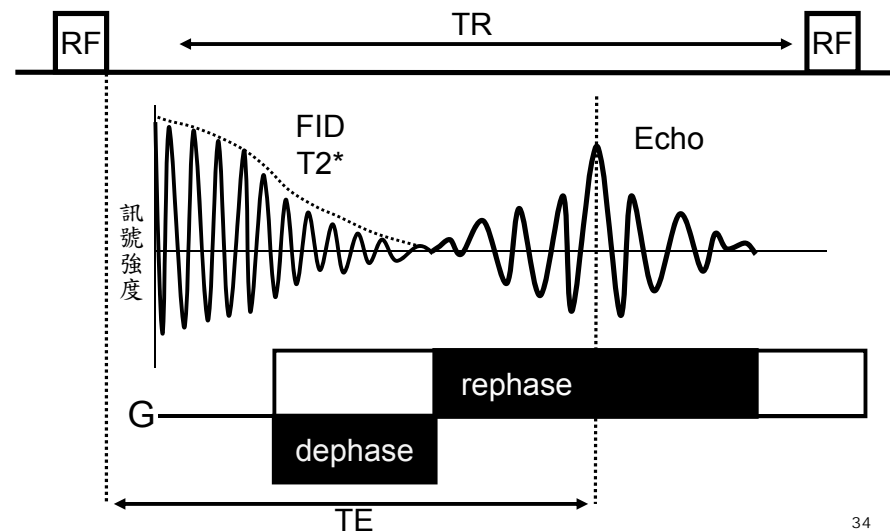 RF
TR
RF
FID
T2*
Echo
訊號強度
rephase
G
dephase
TE
34